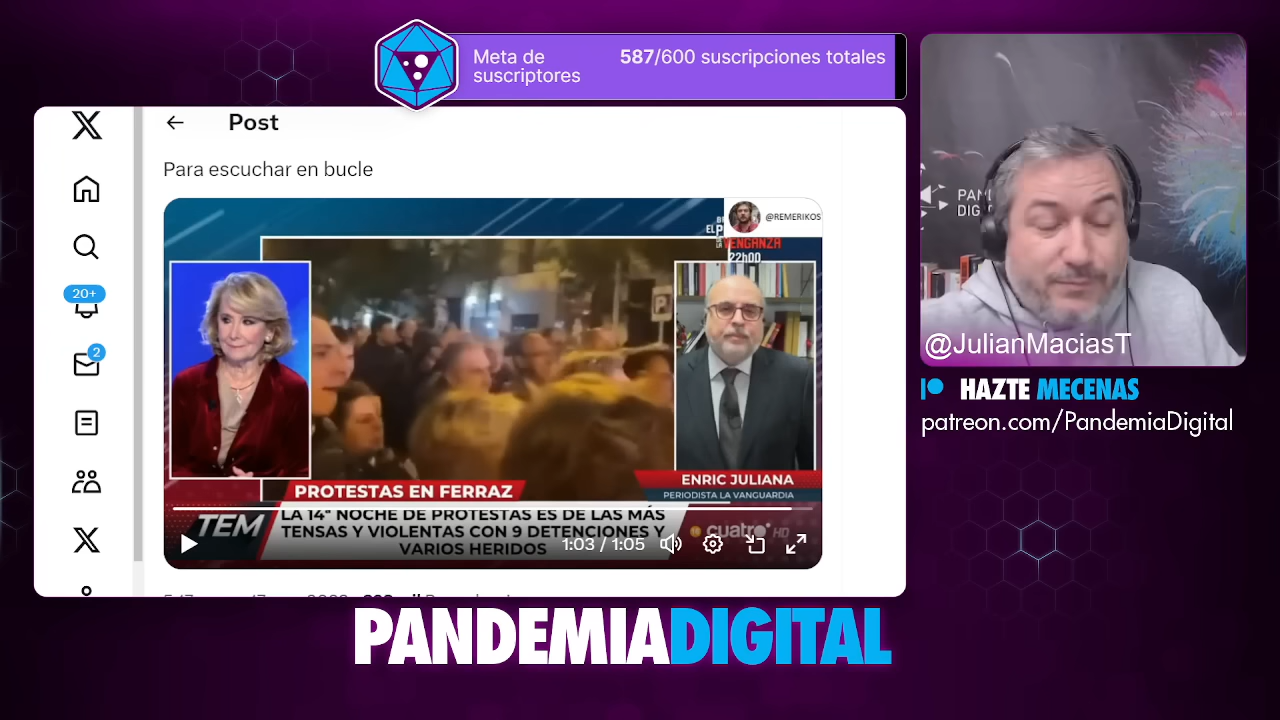 Meta de
suscriptores
587/600 suscripciones totales
X
Post
Para escuchar en bucle
20+
2
X
@REMERIKOS
VENGANZA
22h00
P
ENRIC JULIANA
PERIODISTA LA VANGUARDIA
PROTESTAS EN FERRAZ
TEM
LA 14ª NOCHE DE PROTESTAS ES DE LAS MÁS
TENSAS Y VIOLENTAS CON 9 DETENCIONES Y
VARIOS HERIDOS
cuatro HD
1:03 / 1:05
@JulianMaciasT
HAZTE MECENAS
patreon.com/PandemiaDigital
PANDEMIADIGITAL